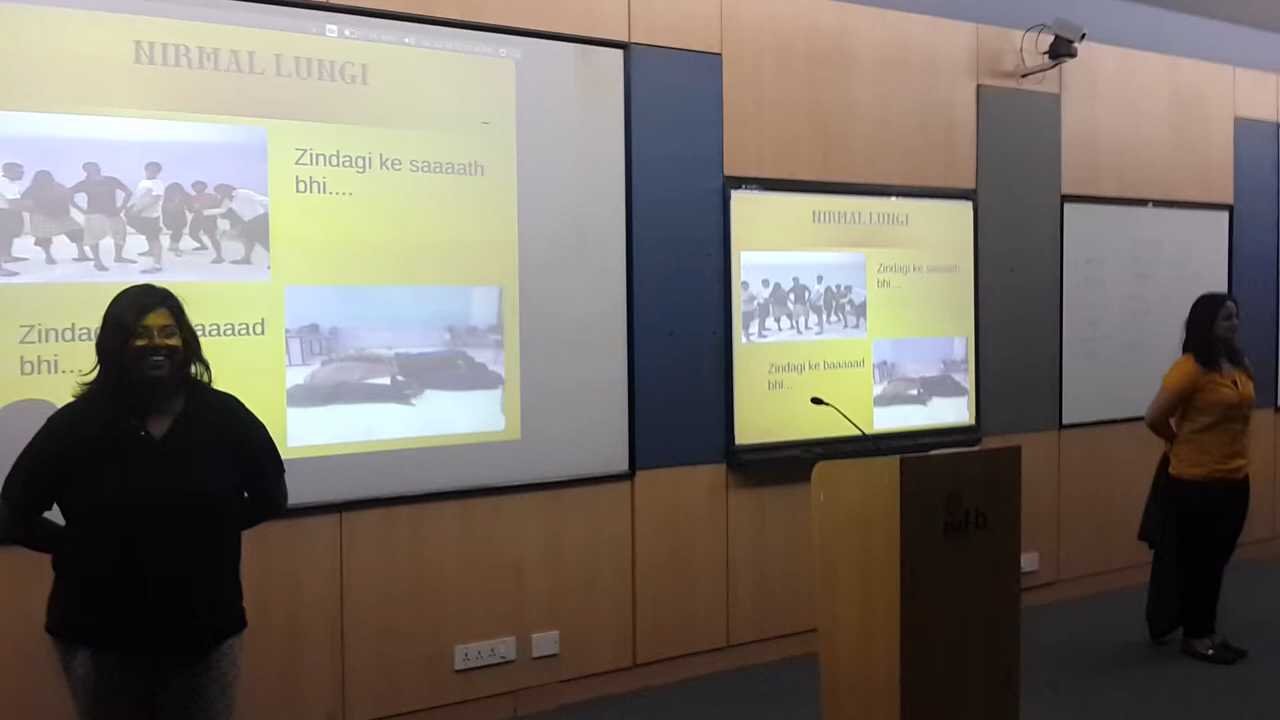 NIRMAL LUNGI
Zindagi ke saaaath
bhi....
bhi...
NIRMAL LUNGI
Zindagi ke saaaath
bhi....
Zindagi ke baaaaad
bhi...